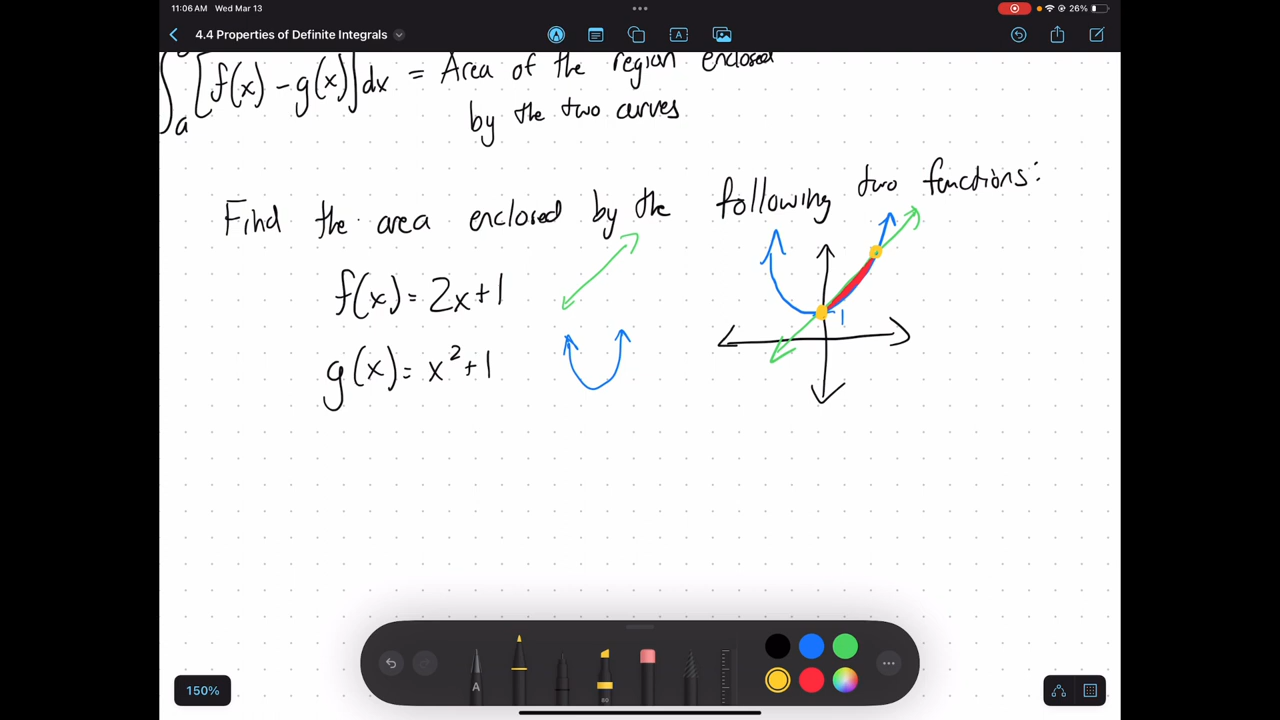 11:06 AM Wed Mar 13
26%
4.4 Properties of Definite Integrals
∫ₐ [f(x) - g(x)]dx = Area of the region enclosed
by the two curves
Find the area enclosed by the following two functions:
f(x) = 2x+1
g(x) = x²+1
1
A
80
150%